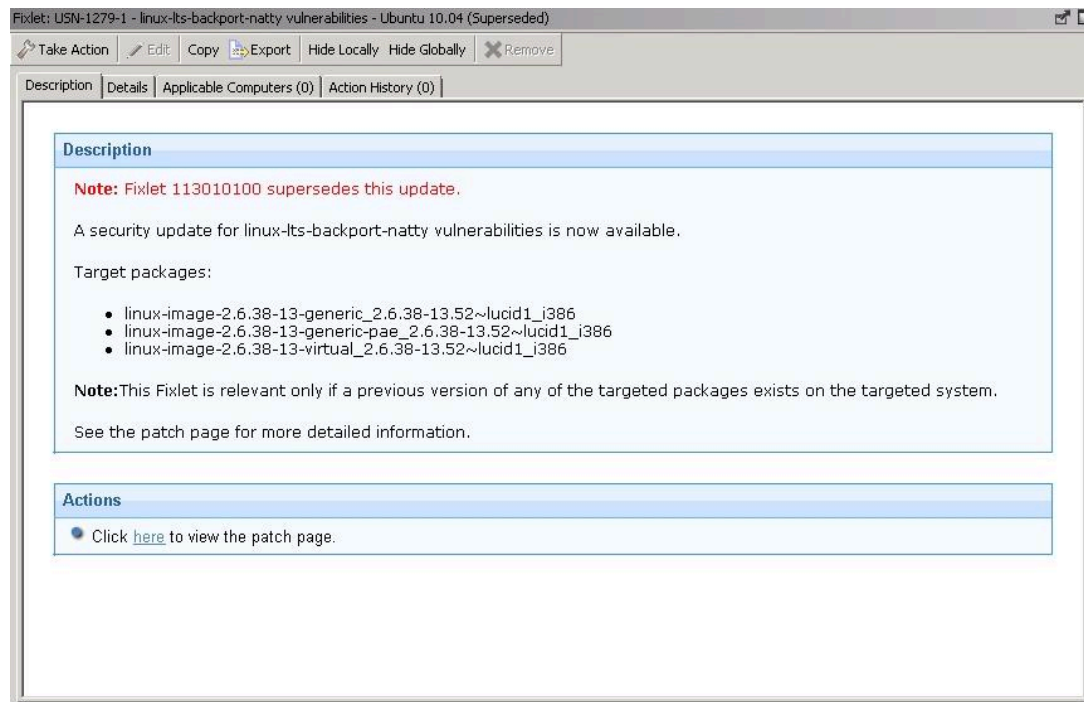 Fixlet: USN-1279-1 - linux-lts-backport-natty vulnerabilities - Ubuntu 10.04 (Superseded)
Take Action Edit Copy Export Hide Locally Hide Globally Remove
Description Details Applicable Computers (0) Action History (0)
Description
Note: Fixlet 113010100 supersedes this update.
A security update for linux-lts-backport-natty vulnerabilities is now available.
Target packages:
linux-image-2.6.38-13-generic_2.6.38-13.52~lucid1_i386
linux-image-2.6.38-13-generic-pae_2.6.38-13.52~lucid1_i386
linux-image-2.6.38-13-virtual_2.6.38-13.52~lucid1_i386
Note:This Fixlet is relevant only if a previous version of any of the targeted packages exists on the targeted system.
See the patch page for more detailed information.
Actions
Click here to view the patch page.